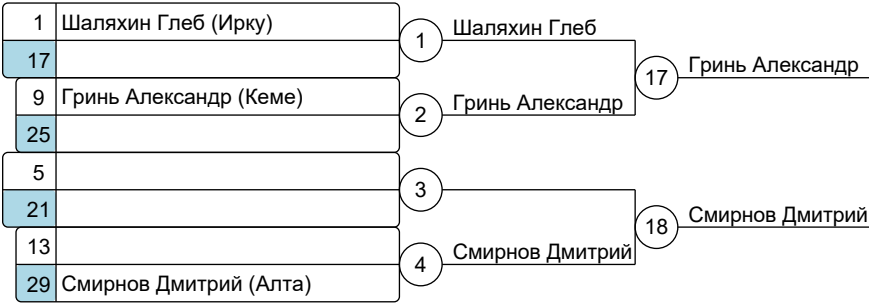 1 Шаляхин Глеб (Ирку)
17
1
Шаляхин Глеб
9 Гринь Александр (Кеме)
25
2
Гринь Александр
17
Гринь Александр
5
21
3
13
29 Смирнов Дмитрий (Алта)
4
Смирнов Дмитрий
18
Смирнов Дмитрий